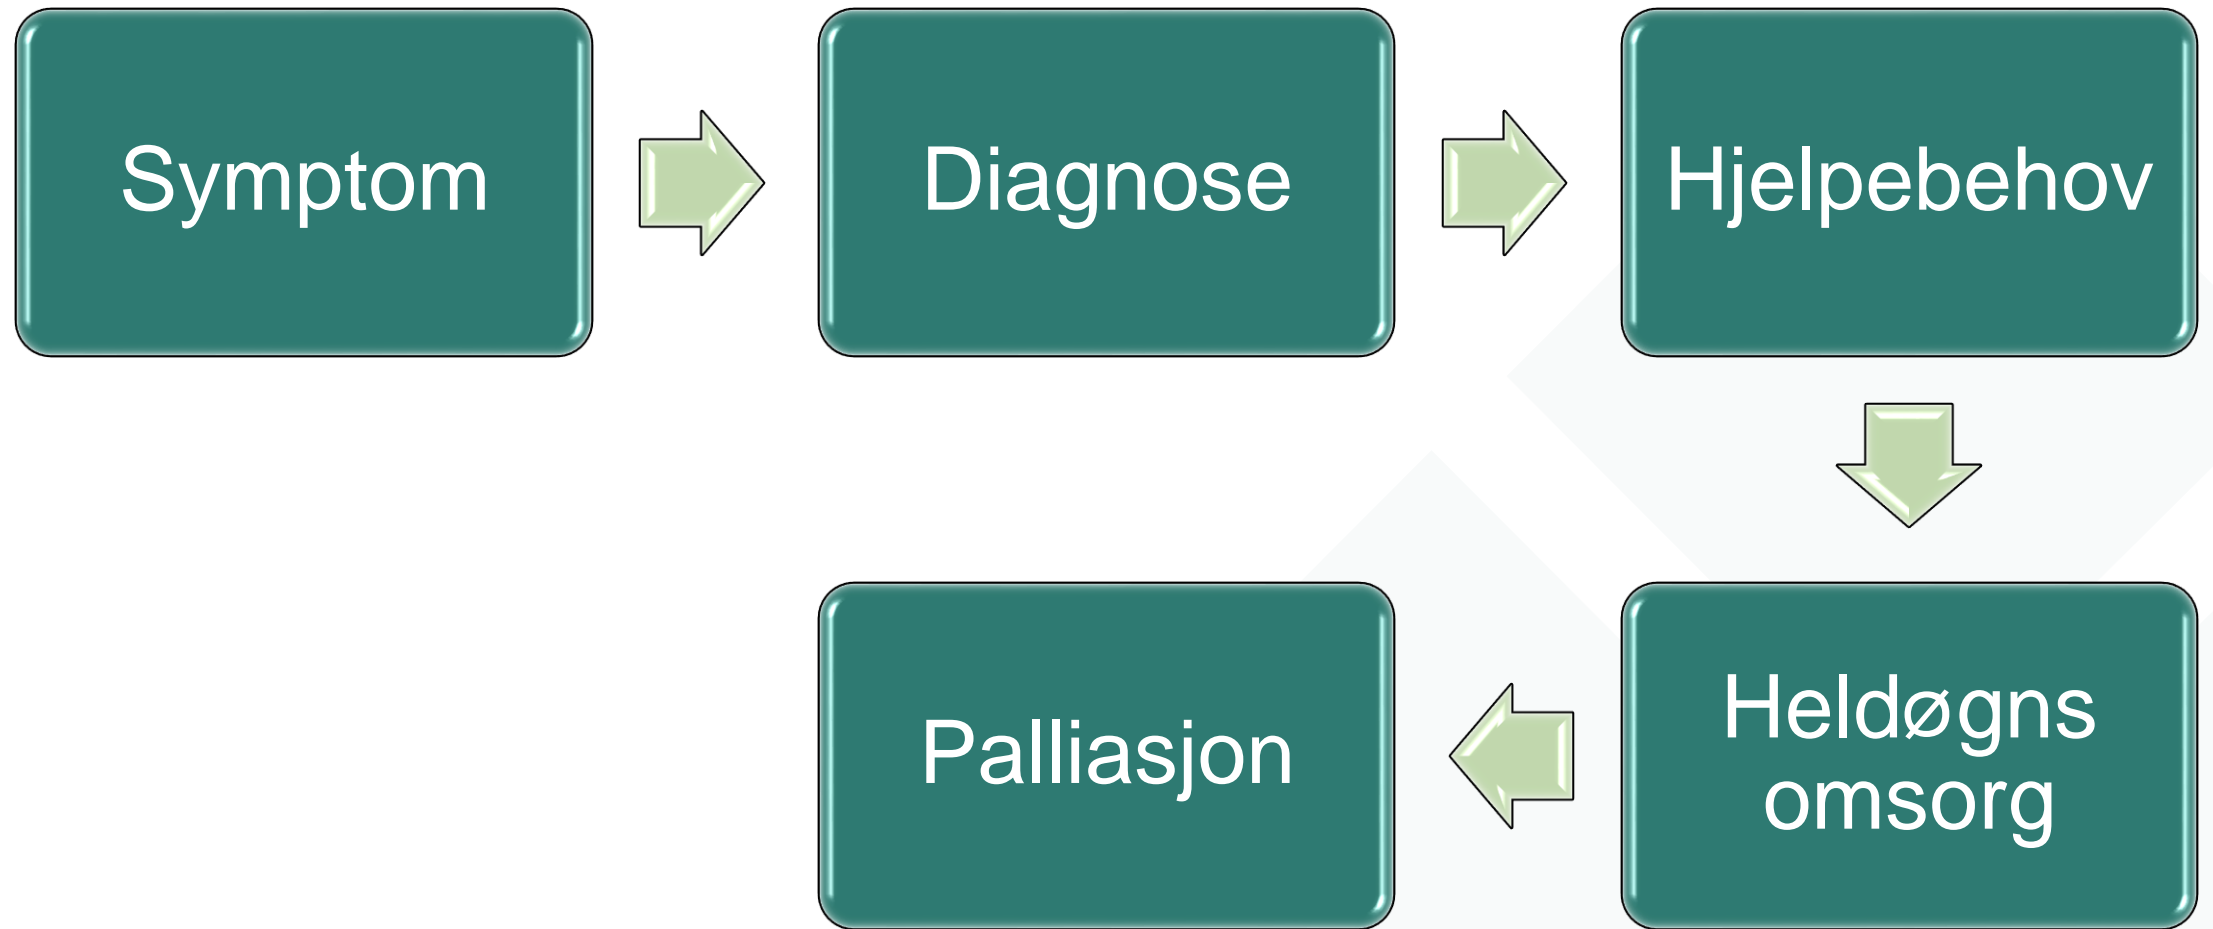 Symptom
Diagnose
Hjelpebehov
Heldøgns
omsorg
Palliasjon